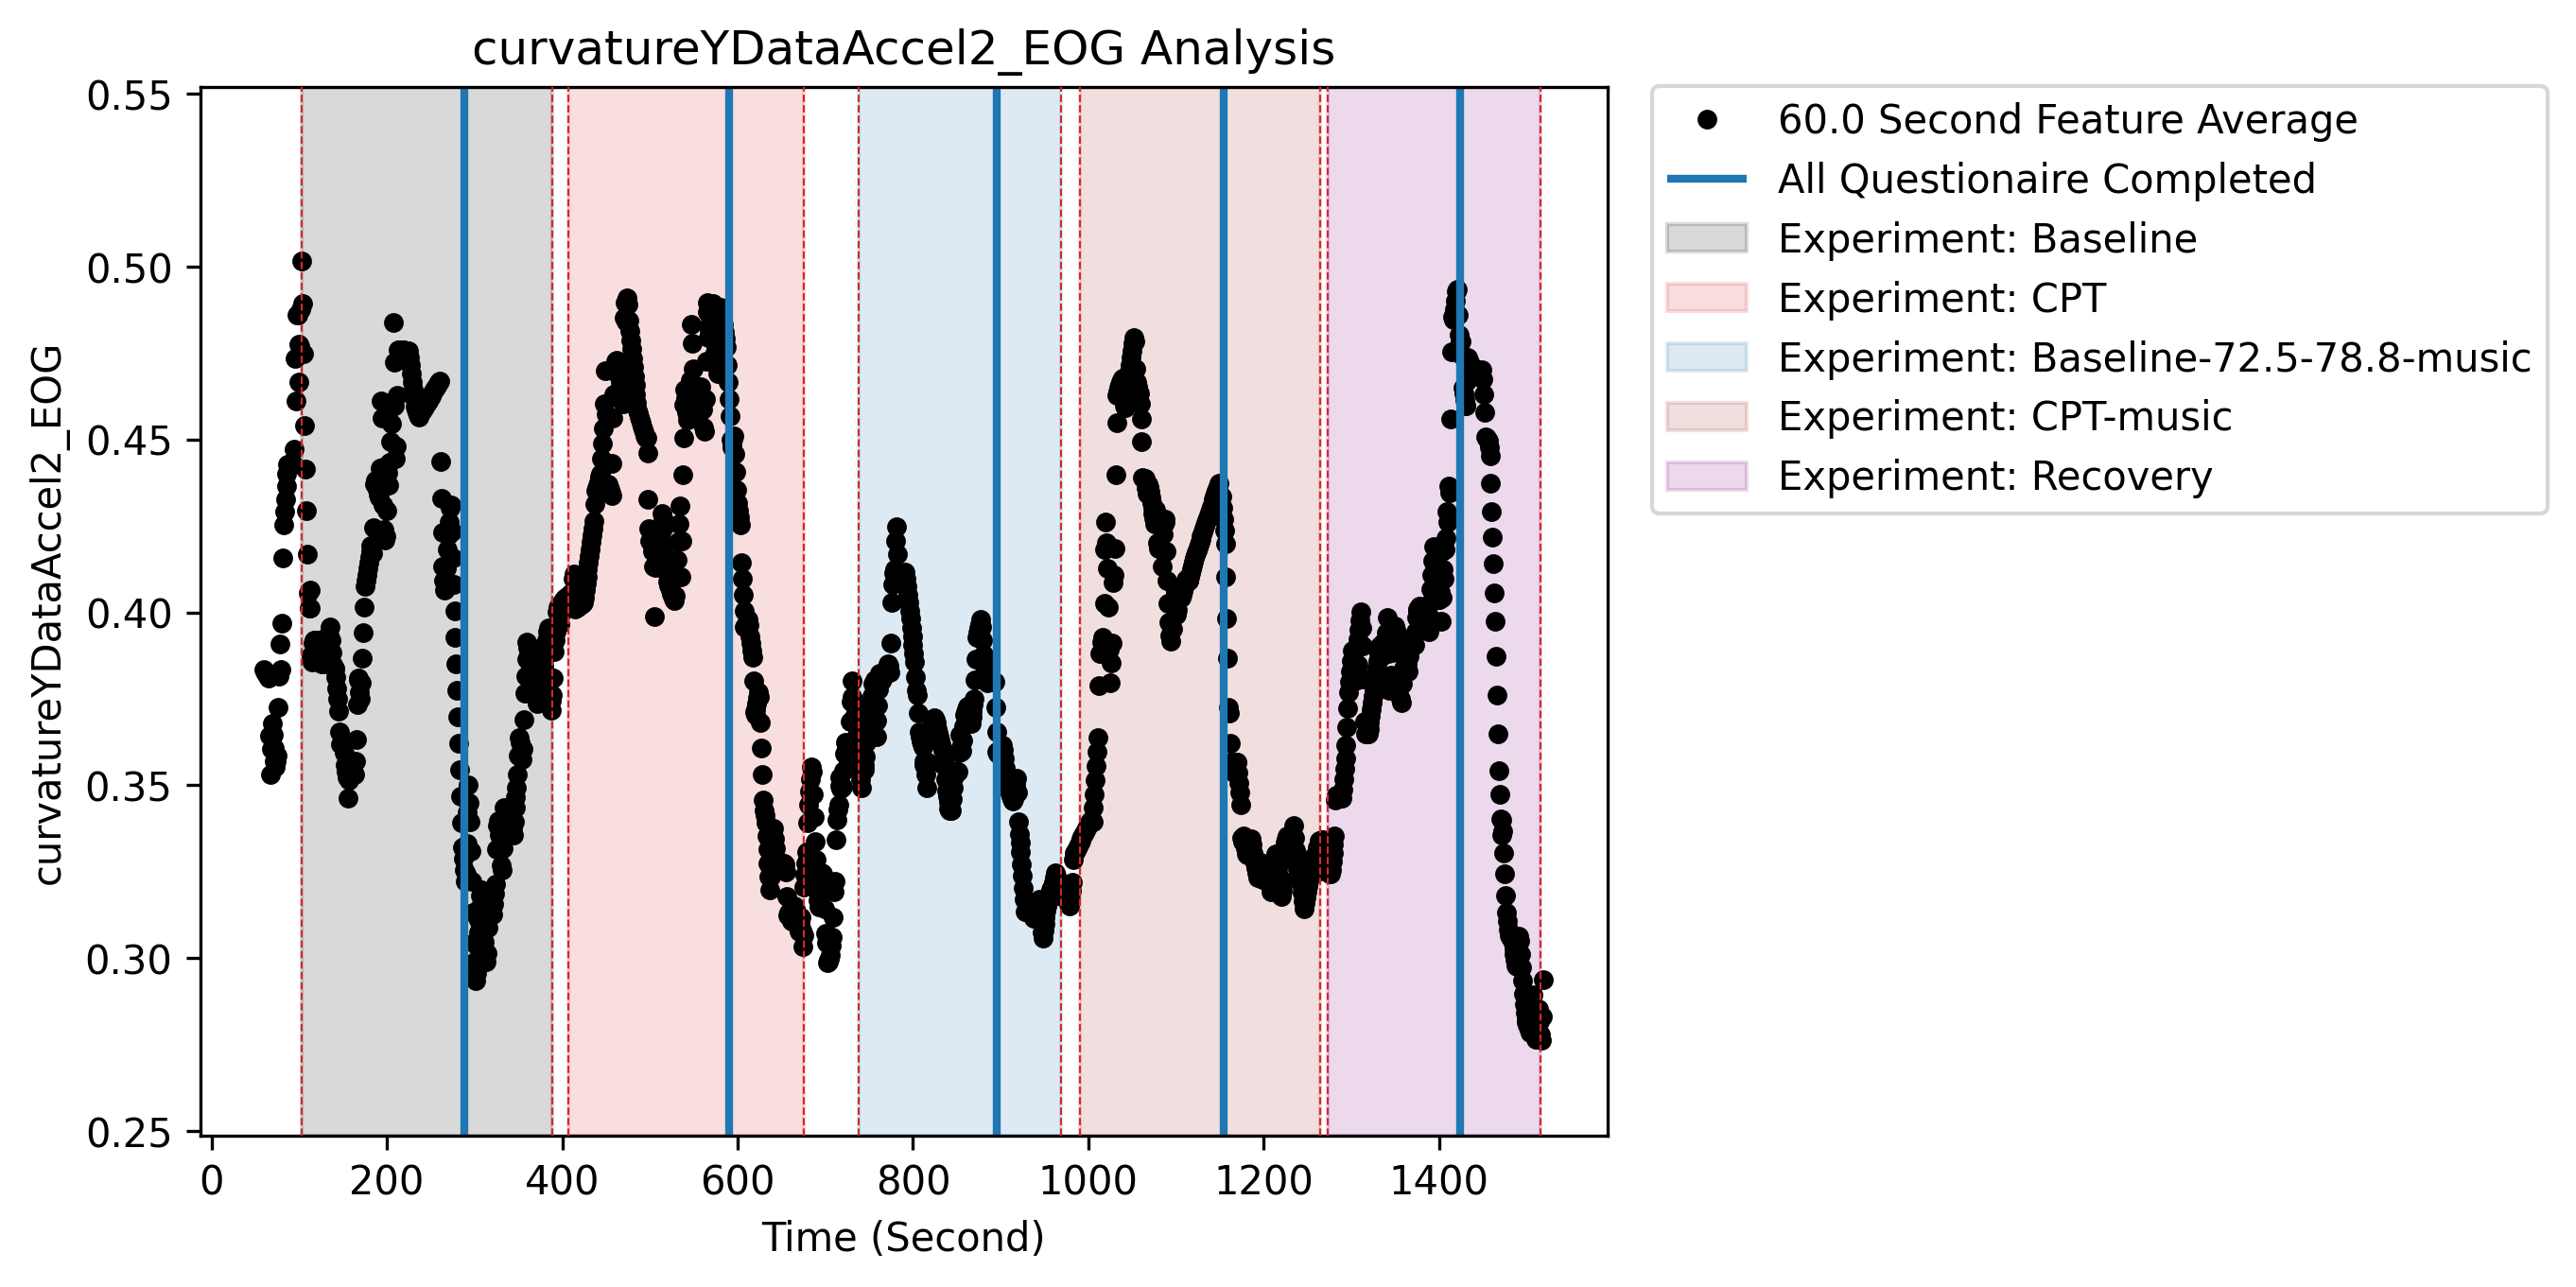 curvatureYDataAccel2_EOG Analysis
curvatureYDataAccel2_EOG
0.55
0.50
0.45
0.40
0.35
0.30
0.25
0
200
400
600
800
1000
1200
1400
Time (Second)
60.0 Second Feature Average
All Questionaire Completed
Experiment: Baseline
Experiment: CPT
Experiment: Baseline-72.5-78.8-music
Experiment: CPT-music
Experiment: Recovery